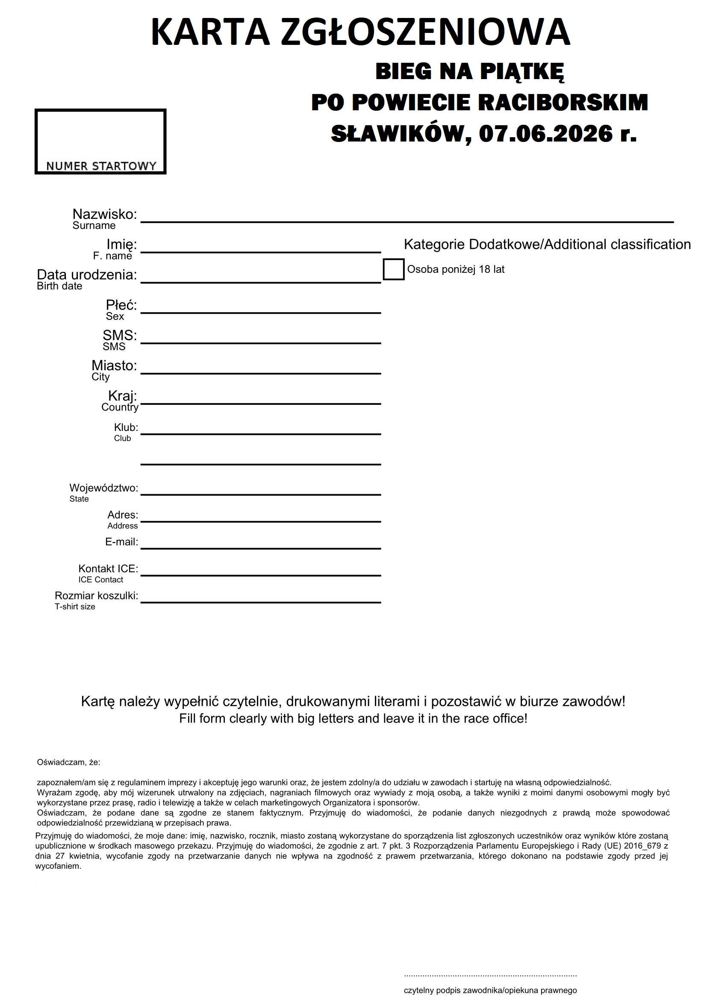 KARTA ZGŁOSZENIOWA
BIEG NA PIĄTKĘ
PO POWIECIE RACIBORSKIM
SŁAWIKÓW, 07.06.2026 r.
NUMER STARTOWY
Nazwisko:
Surname
Imię:
F. name
Kategorie Dodatkowe/Additional classification
Osoba poniżej 18 lat
Data urodzenia:
Birth date
Płeć:
Sex
SMS:
SMS
Miasto:
City
Kraj:
Country
Klub:
Club
Województwo:
State
Adres:
Address
E-mail:
Kontakt ICE:
ICE Contact
Rozmiar koszulki:
T-shirt size
Kartę należy wypełnić czytelnie, drukowanymi literami i pozostawić w biurze zawodów!
Fill form clearly with big letters and leave it in the race office!
Oświadczam, że:
zapoznałem/am się z regulaminem imprezy i akceptuję jego warunki oraz, że jestem zdolny/a do udziału w zawodach i startuję na własną odpowiedzialność.
Wyrażam zgodę, aby mój wizerunek utrwalony na zdjęciach, nagraniach filmowych oraz wywiady z moją osobą, a także wyniki z moimi danymi osobowymi mogły być
wykorzystane przez prasę, radio i telewizję a także w celach marketingowych Organizatora i sponsorów.
Oświadczam, że podane dane są zgodne ze stanem faktycznym. Przyjmuję do wiadomości, że podanie danych niezgodnych z prawdą może spowodować
odpowiedzialność przewidzianą w przepisach prawa.
Przyjmuję do wiadomości, że moje dane: imię, nazwisko, rocznik, miasto zostaną wykorzystane do sporządzenia list zgłoszonych uczestników oraz wyników które zostaną
upublicznione w środkach masowego przekazu. Przyjmuję do wiadomości, że zgodnie z art. 7 pkt. 3 Rozporządzenia Parlamentu Europejskiego i Rady (UE) 2016_679 z
dnia 27 kwietnia, wycofanie zgody na przetwarzanie danych nie wpływa na zgodność z prawem przetwarzania, którego dokonano na podstawie zgody przed jej
wycofaniem.
...........................................................................
czytelny podpis zawodnika/opiekuna prawnego